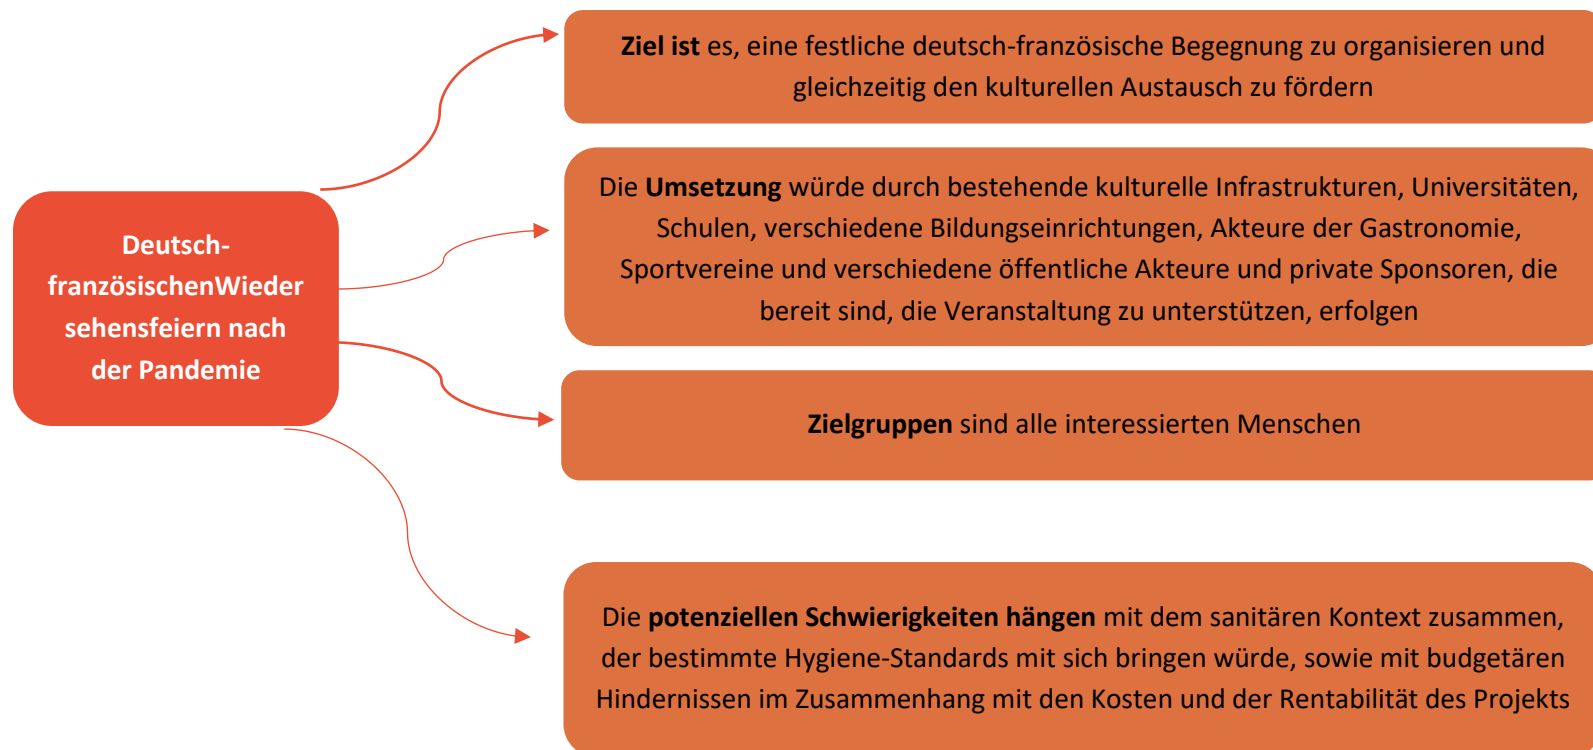 Deutsch-
französischenWieder
sehensfeiern nach
der Pandemie
Ziel ist es, eine festliche deutsch-französische Begegnung zu organisieren und
gleichzeitig den kulturellen Austausch zu fördern
Die Umsetzung würde durch bestehende kulturelle Infrastrukturen, Universitäten,
Schulen, verschiedene Bildungseinrichtungen, Akteure der Gastronomie,
Sportvereine und verschiedene öffentliche Akteure und private Sponsoren, die
bereit sind, die Veranstaltung zu unterstützen, erfolgen
Zielgruppen sind alle interessierten Menschen
Die potenziellen Schwierigkeiten hängen mit dem sanitären Kontext zusammen,
der bestimmte Hygiene-Standards mit sich bringen würde, sowie mit budgetären
Hindernissen im Zusammenhang mit den Kosten und der Rentabilität des Projekts